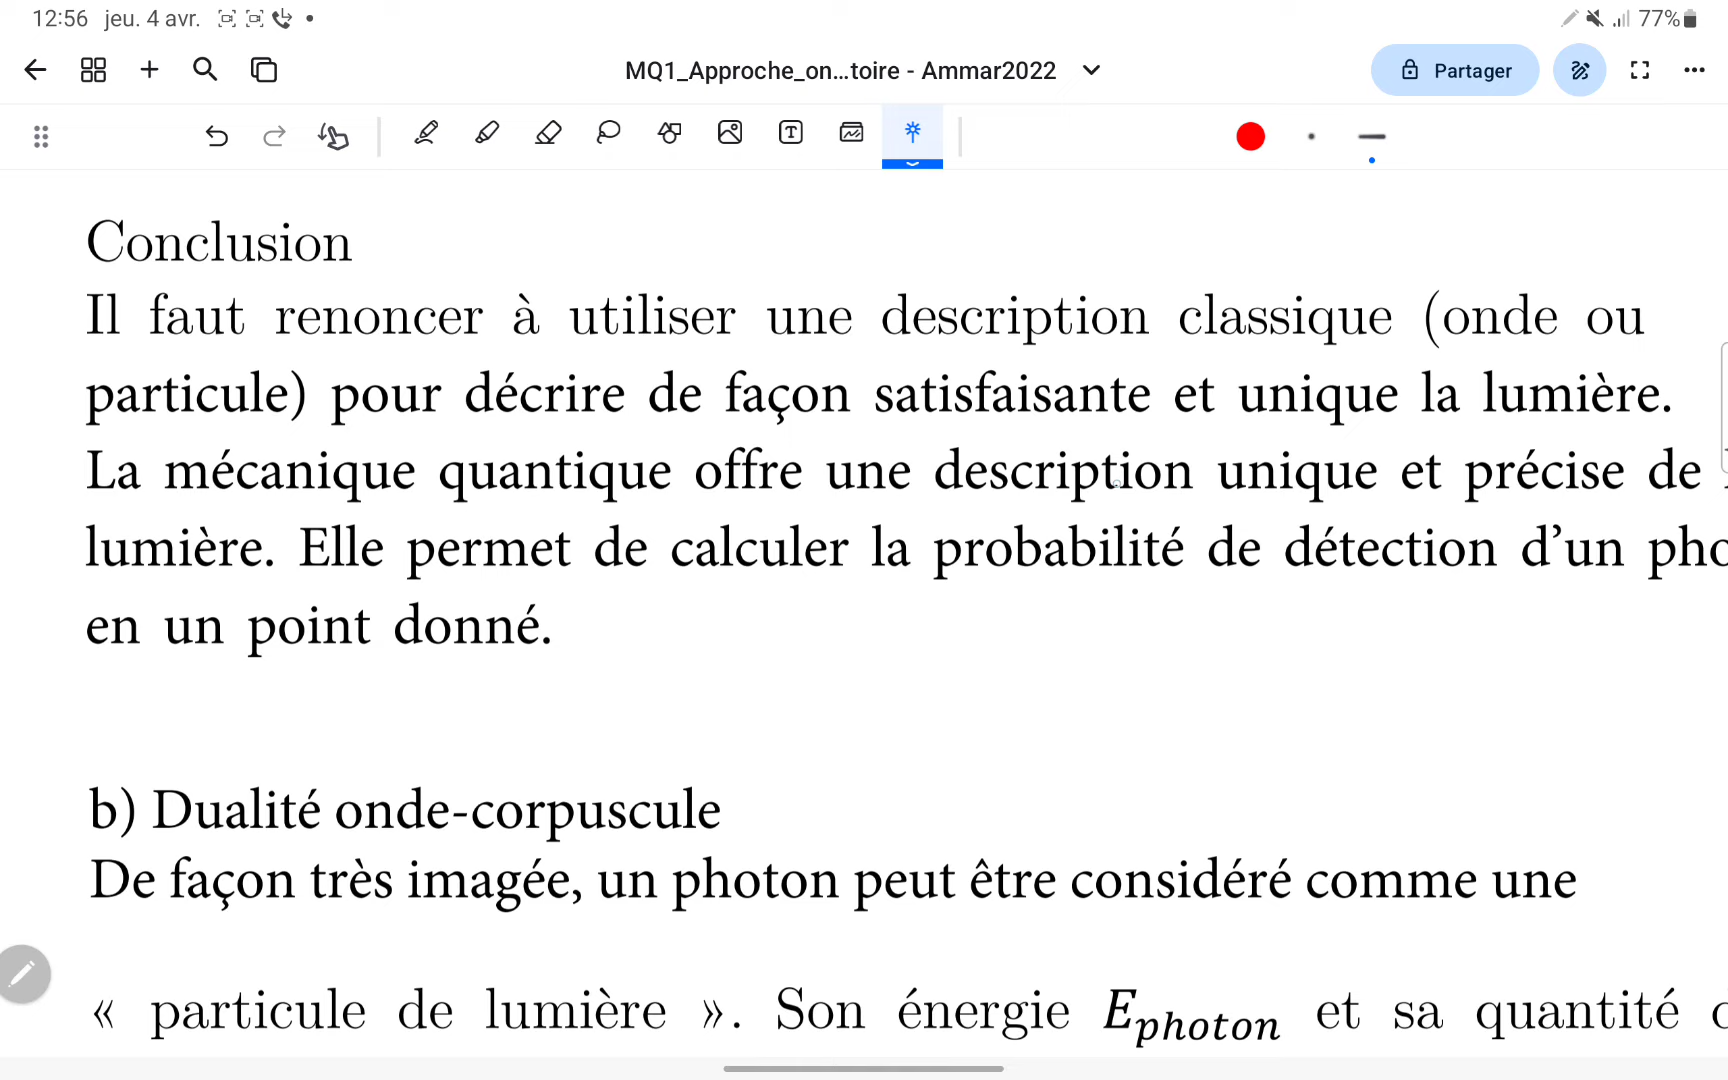 12:56 jeu. 4 avr.
77%
MQ1_Approche_on...toire - Ammar2022
Partager
Conclusion
Il faut renoncer à utiliser une description classique (onde ou
particule) pour décrire de façon satisfaisante et unique la lumière.
La mécanique quantique offre une description unique et précise de
lumière. Elle permet de calculer la probabilité de détection d’un pho
en un point donné.
b) Dualité onde-corpuscule
De façon très imagée, un photon peut être considéré comme une
« particule de lumière ». Son énergie E_photon et sa quantité